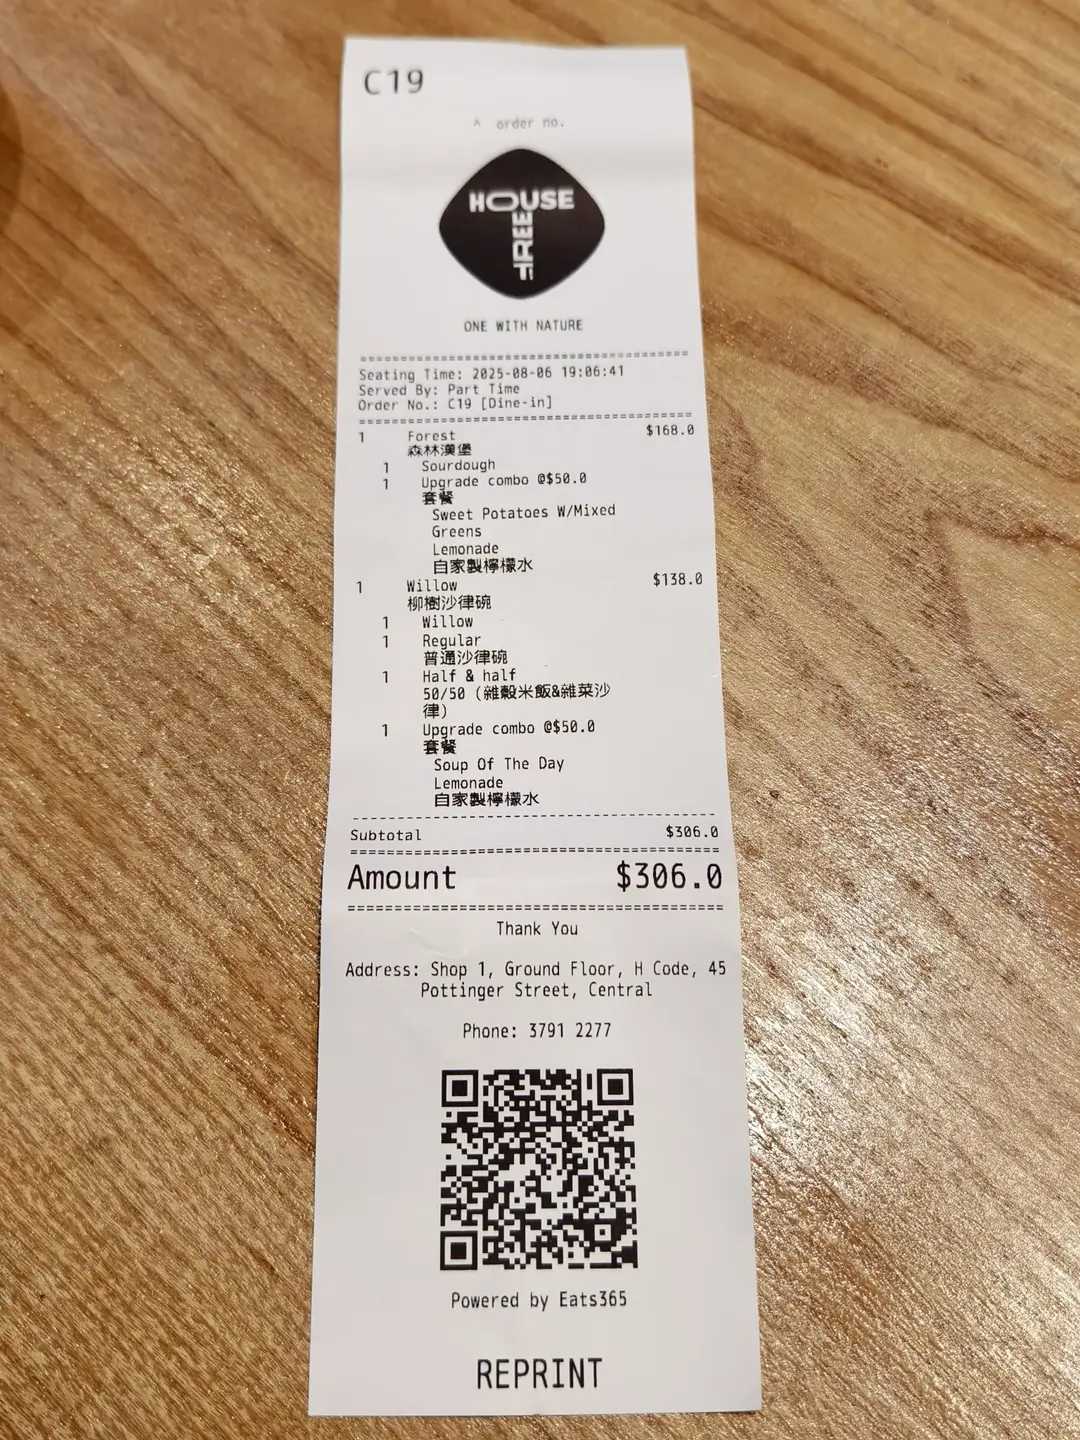 C19
^ order no.
HOUSE
THREE
ONE WITH NATURE
Seating Time: 2025-08-06 19:06:41
Served By: Part Time
Order No.: C19 [Dine-in]
1 Forest $168.0
森林漢堡
1 Sourdough
1 Upgrade combo @$50.0
套餐
Sweet Potatoes W/Mixed
Greens
Lemonade
自家製檸檬水
1 Willow $138.0
柳樹沙律碗
1 Willow
1 Regular
普通沙律碗
1 Half & half
50/50 (雜穀米飯&雜菜沙
律)
1 Upgrade combo @$50.0
套餐
Soup Of The Day
Lemonade
自家製檸檬水
Subtotal $306.0
Amount $306.0
Thank You
Address: Shop 1, Ground Floor, H Code, 45
Pottinger Street, Central
Phone: 3791 2277
Powered by Eats365
REPRINT